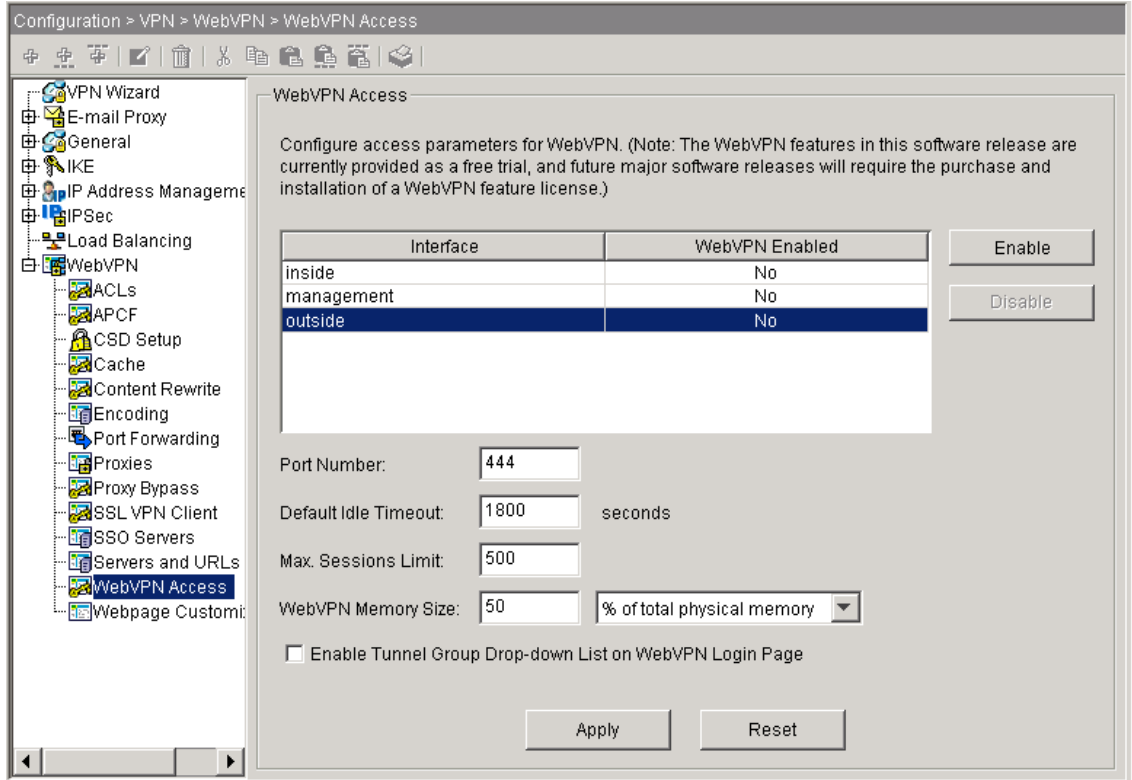 Configuration > VPN > WebVPN > WebVPN Access
VPN Wizard
E-mail Proxy
General
IKE
IP Address Manageme
IPSec
Load Balancing
WebVPN
ACLs
APCF
CSD Setup
Cache
Content Rewrite
Encoding
Port Forwarding
Proxies
Proxy Bypass
SSL VPN Client
SSO Servers
Servers and URLs
WebVPN Access
Webpage Customi
WebVPN Access
Configure access parameters for WebVPN. (Note: The WebVPN features in this software release are
currently provided as a free trial, and future major software releases will require the purchase and
installation of a WebVPN feature license.)
Interface WebVPN Enabled
inside No
management No
outside No
Enable
Disable
Port Number: 444
Default Idle Timeout: 1800 seconds
Max. Sessions Limit: 500
WebVPN Memory Size: 50 % of total physical memory
Enable Tunnel Group Drop-down List on WebVPN Login Page
Apply Reset